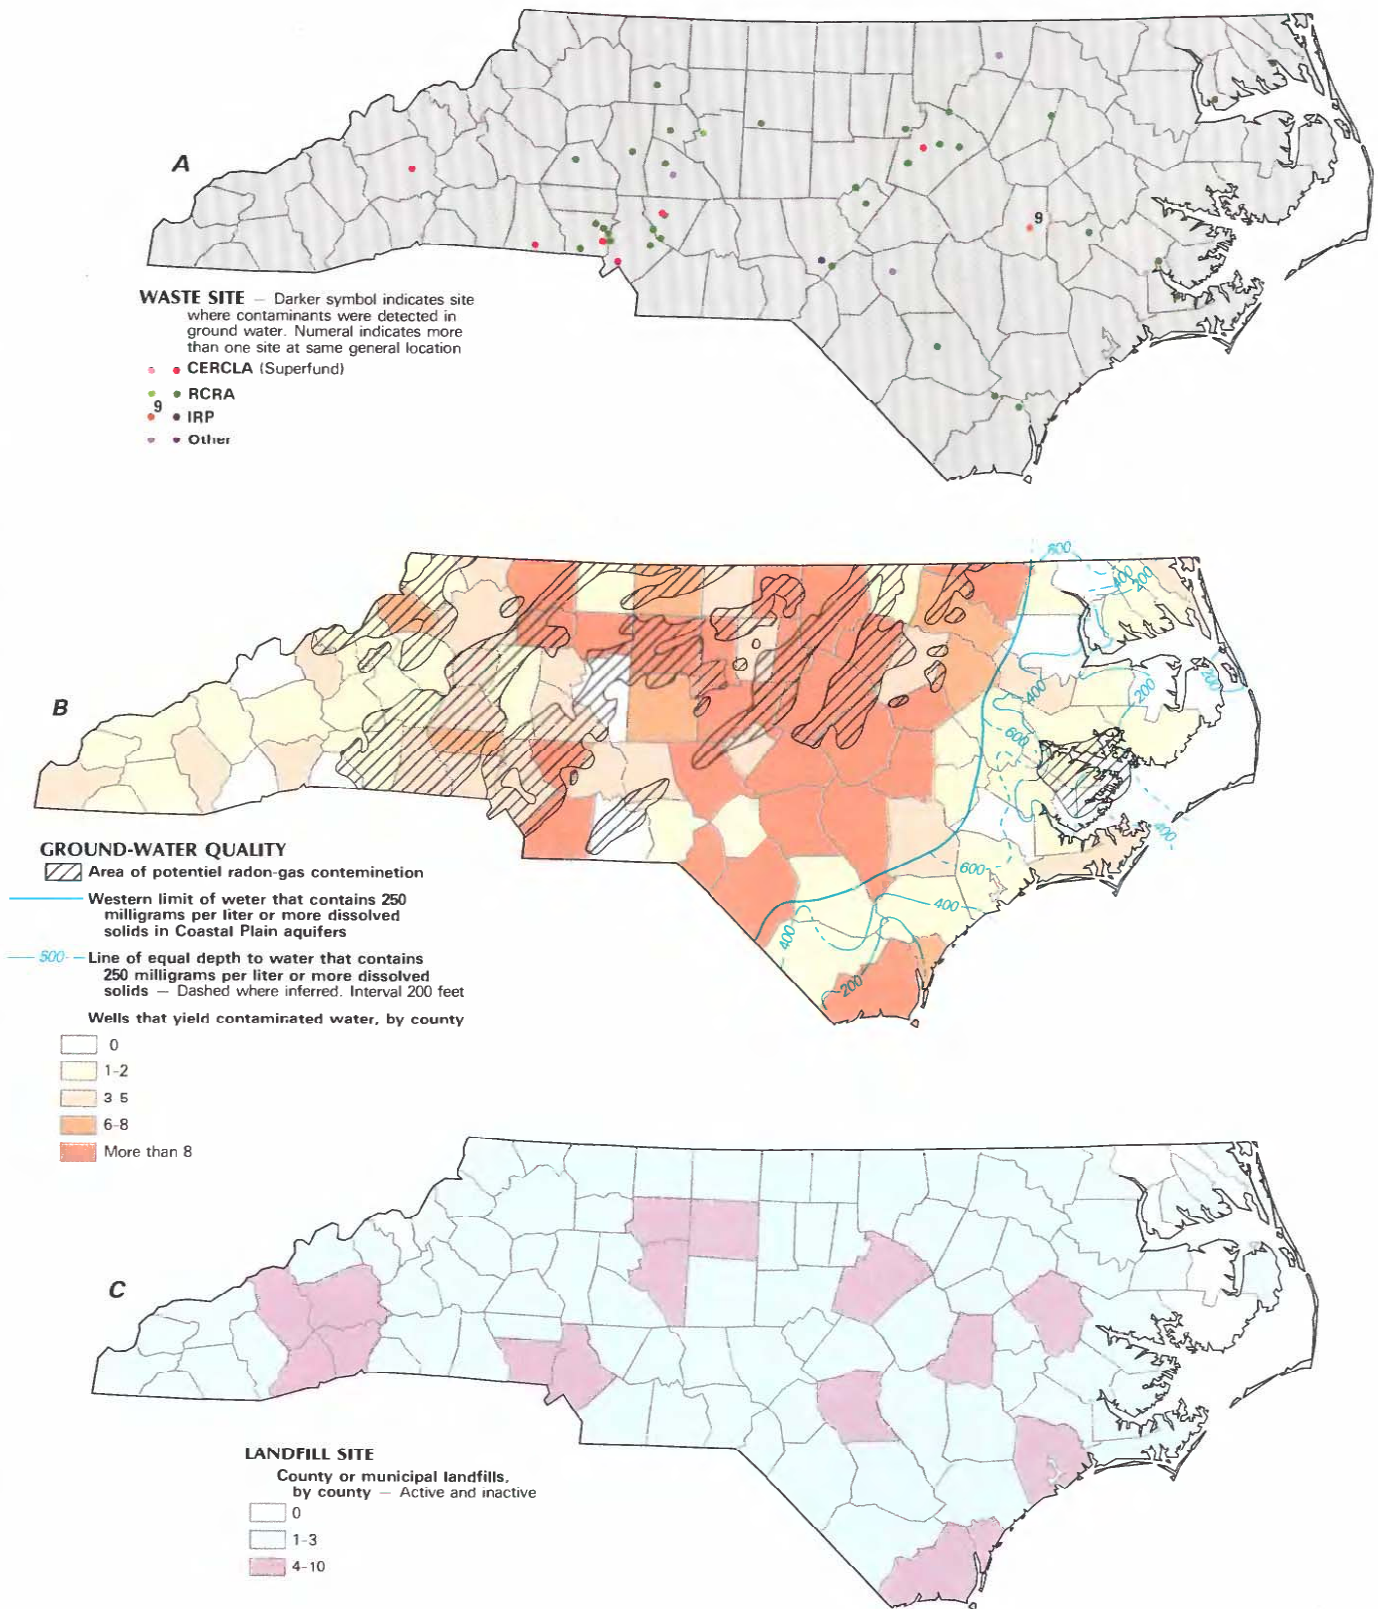 A
9
WASTE SITE — Darker symbol indicates site
where contaminants were detected in
ground water. Numeral indicates more
than one site at same general location
CERCLA (Superfund)
RCRA
9
IRP
Other
800
400
200
B
200
400
200
600
400
600
400
400
200
GROUND-WATER QUALITY
Area of potentiel radon-gas contemination
Western limit of weter that contains 250
milligrams per liter or more dissolved
solids in Coastal Plain aquifers
500
Line of equal depth to water that contains
250 milligrams per liter or more dissolved
solids — Dashed where inferred. Interval 200 feet
Wells that yield contaminated water, by county
0
1-2
3 5
6-8
More than 8
C
LANDFILL SITE
County or municipal landfills,
by county — Active and inactive
0
1-3
4-10